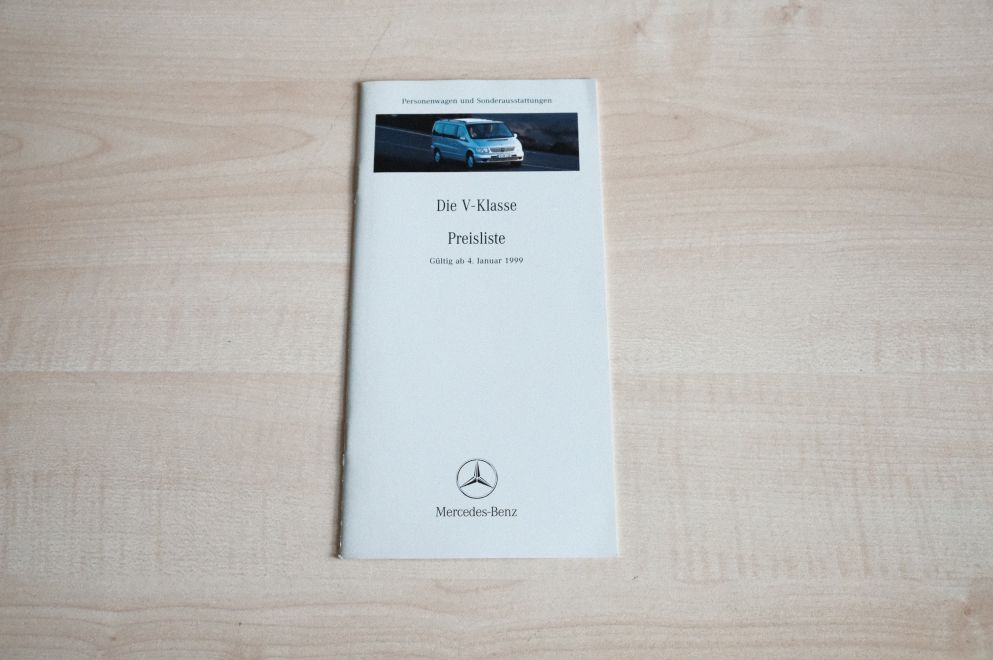 Personenwagen und Sonderausstattungen
Die V-Klasse
Preisliste
Gültig ab 4. Januar 1999
Mercedes-Benz